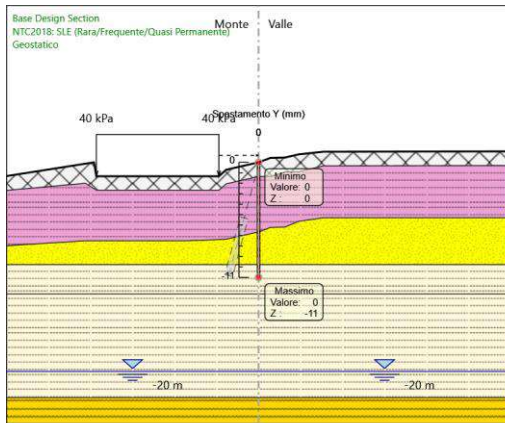 Base Design Section
NTC2018: SLE (Rara/Frequente/Quasi Permanente)
Geostatico
Monte
Valle
Spostamento Y (mm)
40 kPa
40 kPa
0
0
Minimo
Valore: 0
Z : 0
-11
Massimo
Valore: 0
Z : -11
-20 m
-20 m